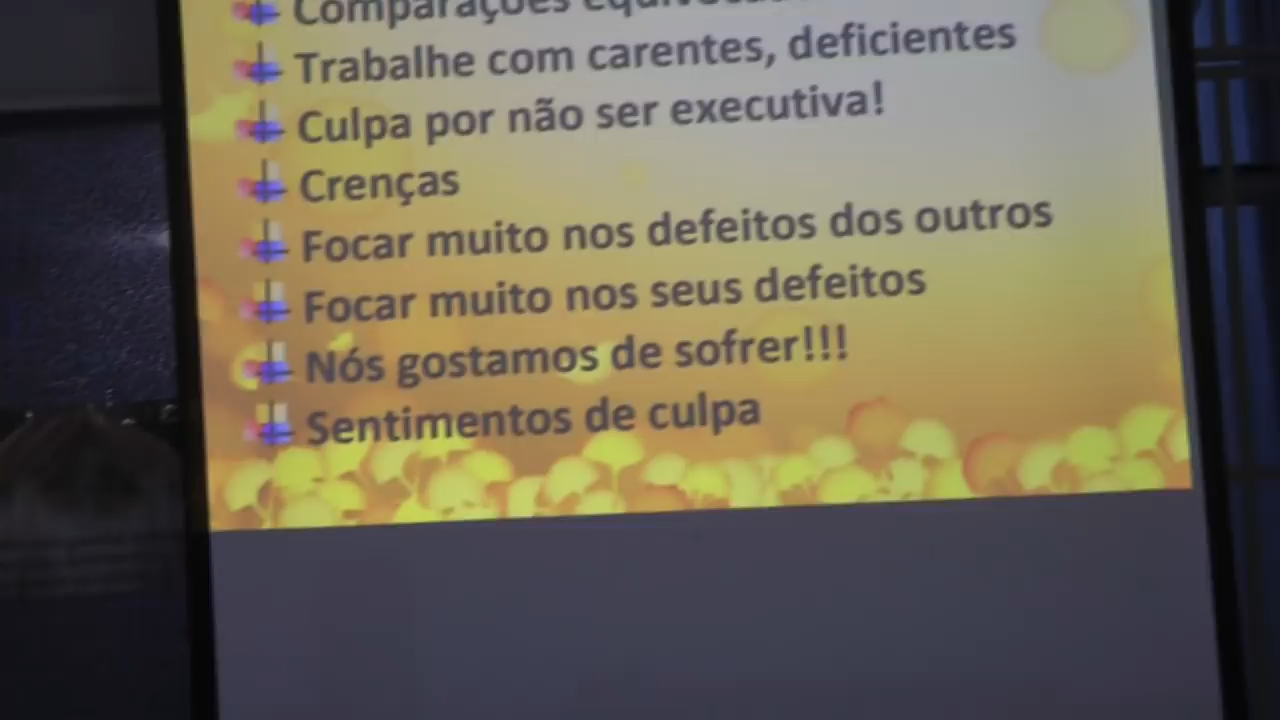 Comparações
Trabalhe com carentes, deficientes
Culpa por não ser executiva!
Crenças
Focar muito nos defeitos dos outros
Focar muito nos seus defeitos
Nós gostamos de sofrer!!!
Sentimentos de culpa